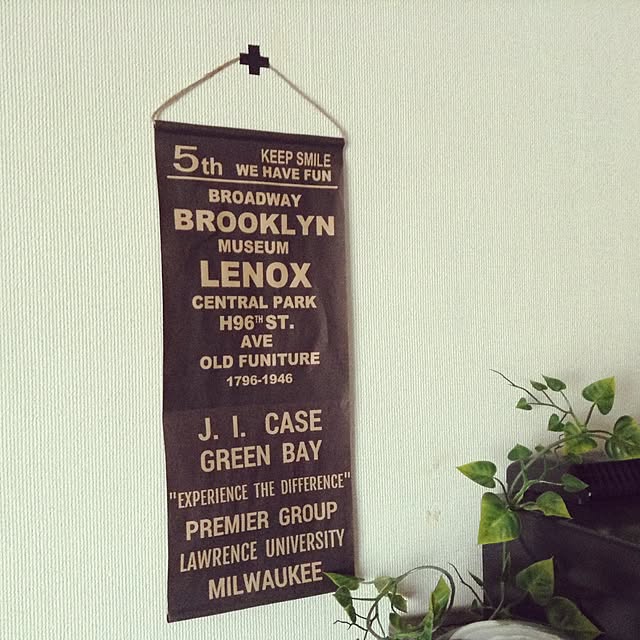 5th KEEP SMILE
WE HAVE FUN
BROADWAY
BROOKLYN
MUSEUM
LENOX
CENTRAL PARK
H96TH ST.
AVE
OLD FUNITURE
1796-1946
J. I. CASE
GREEN BAY
"EXPERIENCE THE DIFFERENCE"
PREMIER GROUP
LAWRENCE UNIVERSITY
MILWAUKEE